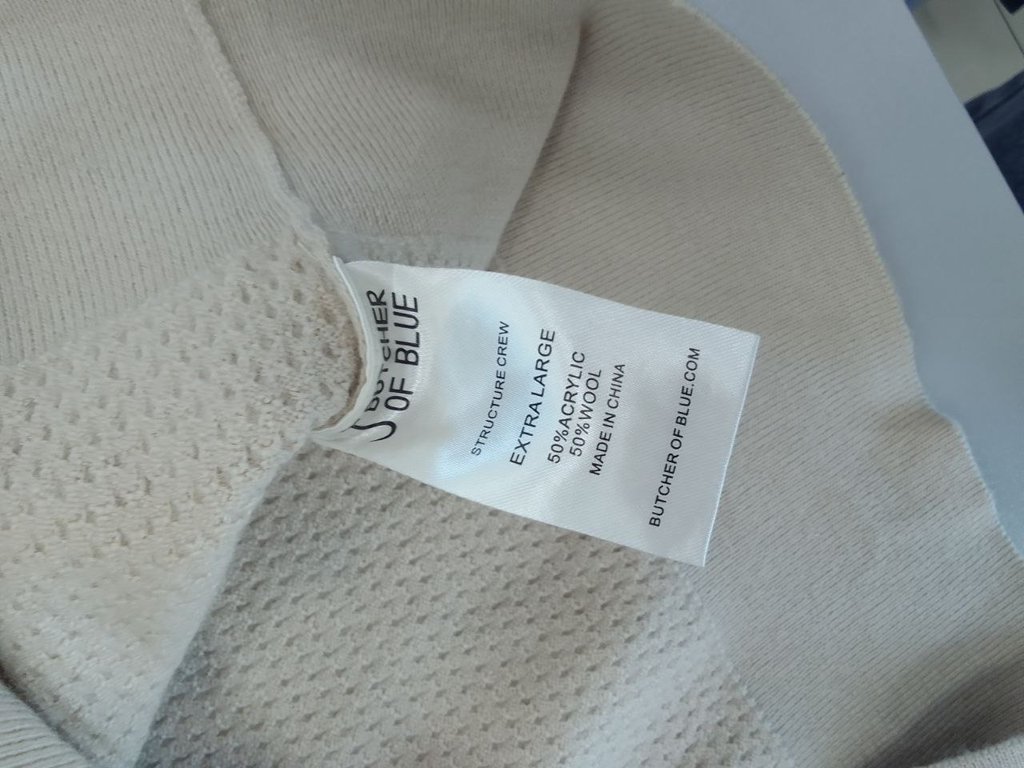 BUTCHER
OF BLUE
STRUCTURE CREW
EXTRA LARGE
50%ACRYLIC
50%WOOL
MADE IN CHINA
BUTCHER OF BLUE.COM